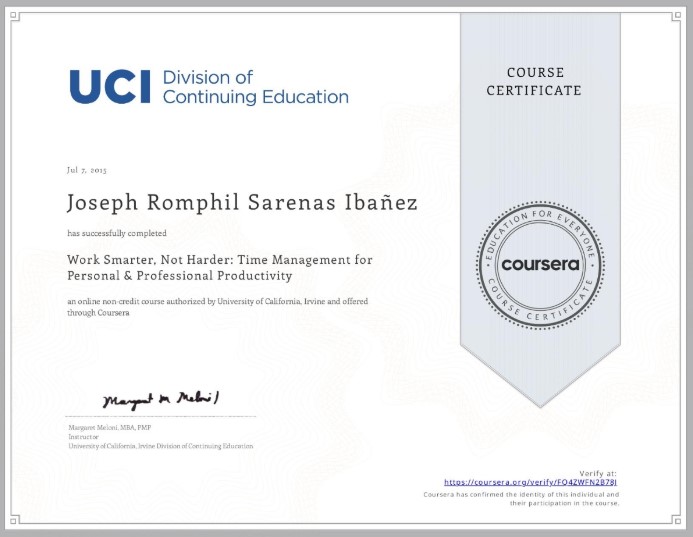 UCI Division of
Continuing Education
COURSE
CERTIFICATE
Jul 7, 2015
Joseph Romphil Sarenas Ibañez
has successfully completed
Work Smarter, Not Harder: Time Management for
Personal & Professional Productivity
an online non-credit course authorized by University of California, Irvine and offered
through Coursera
EDUCATION FOR EVERYONE
coursera
COURSE CERTIFICATE
Margaret M Meloni
Margaret Meloni, MBA, PMP
Instructor
University of California, Irvine Division of Continuing Education
Verify at:
https://coursera.org/verify/FQ4ZWFN2B78J
Coursera has confirmed the identity of this individual and
their participation in the course.